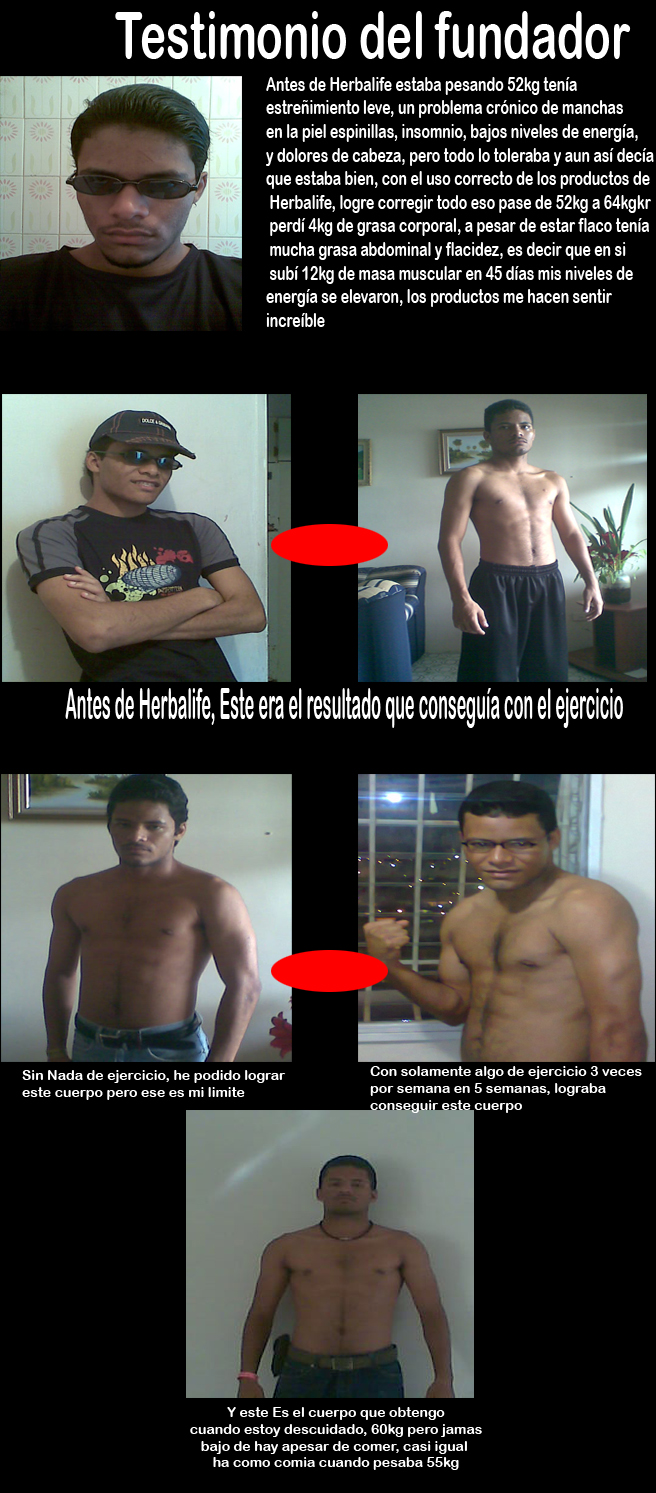 Testimonio del fundador
Antes de Herbalife estaba pesando 52kg tenía
estreñimiento leve, un problema crónico de manchas
en la piel espinillas, insomnio, bajos niveles de energía,
y dolores de cabeza, pero todo lo toleraba y aun así decía
que estaba bien, con el uso correcto de los productos de
Herbalife, logre corregir todo eso pase de 52kg a 64kgkr
perdí 4kg de grasa corporal, a pesar de estar flaco tenía
mucha grasa abdominal y flacidez, es decir que en si
subí 12kg de masa muscular en 45 días mis niveles de
energía se elevaron, los productos me hacen sentir
increíble
Antes de Herbalife, Este era el resultado que conseguía con el ejercicio
Sin Nada de ejercicio, he podido lograr
este cuerpo pero ese es mi limite
Con solamente algo de ejercicio 3 veces
por semana en 5 semanas, lograba
conseguir este cuerpo
Y este Es el cuerpo que obtengo
cuando estoy descuidado, 60kg pero jamas
bajo de hay apesar de comer, casi igual
ha como comia cuando pesaba 55kg